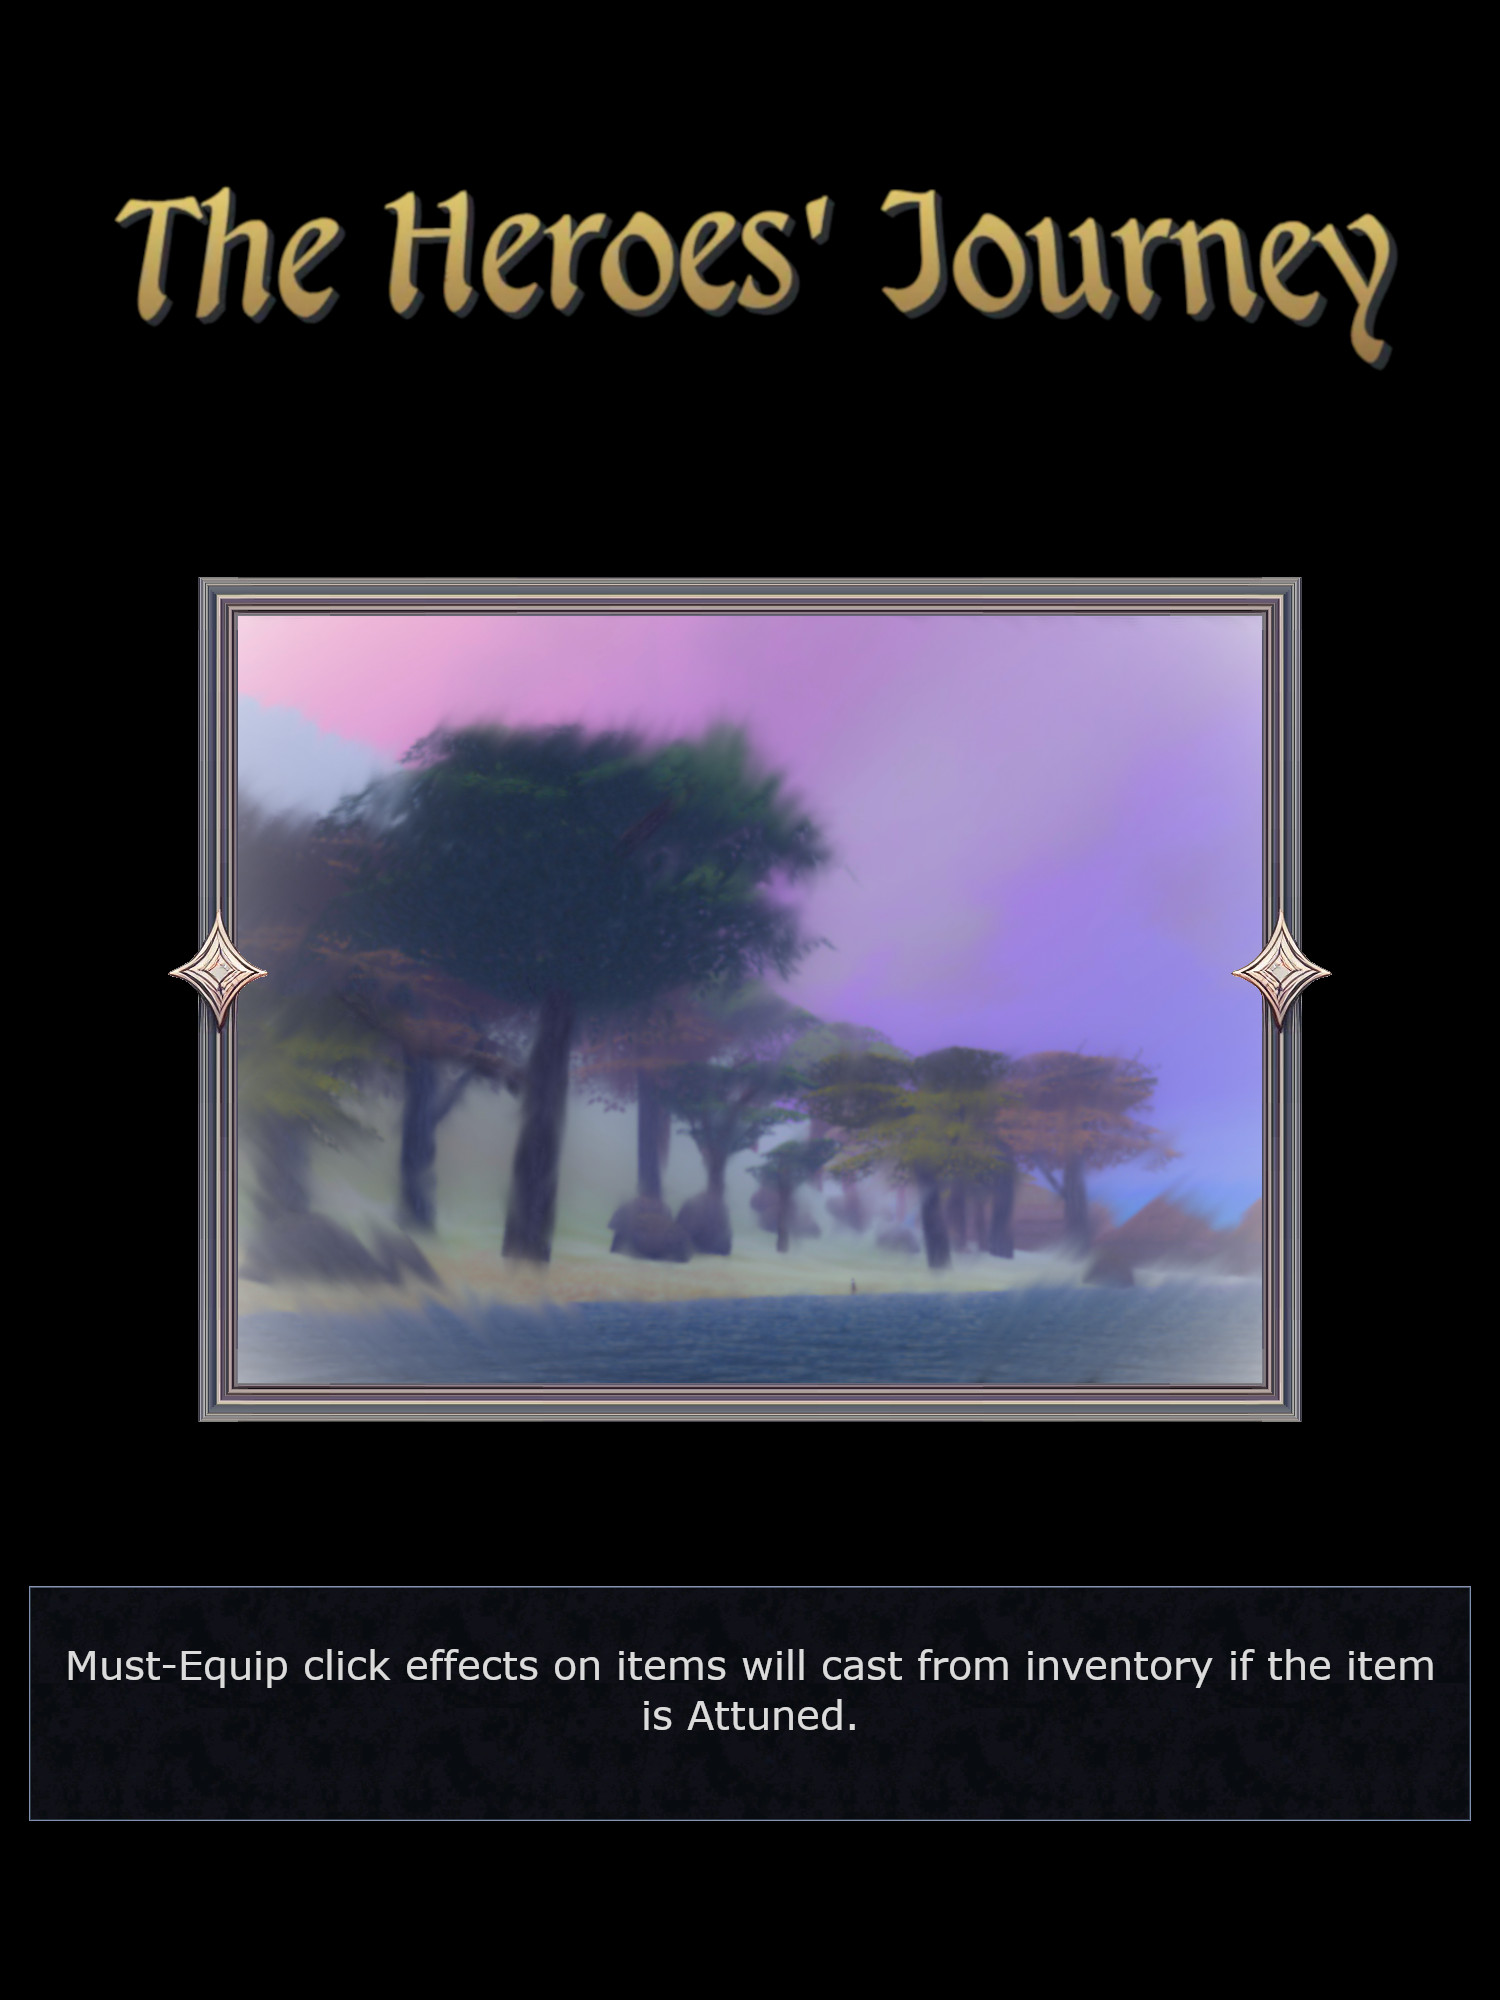 The Heroes' Journey
Must-Equip click effects on items will cast from inventory if the item
is Attuned.